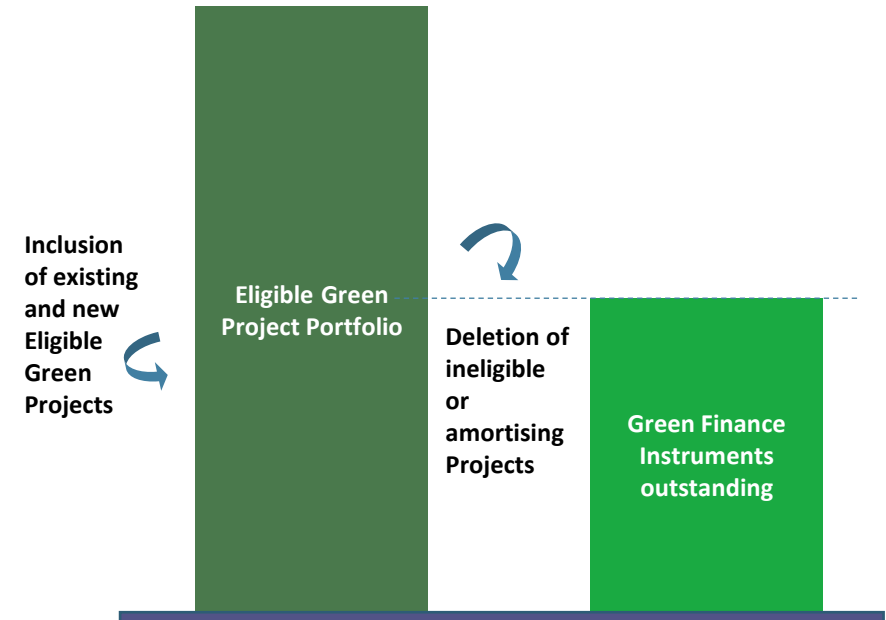 Inclusion
of existing
and new
Eligible
Green
Projects
Eligible Green
Project Portfolio
Deletion of
ineligible
or
amortising
Projects
Green Finance
Instruments
outstanding